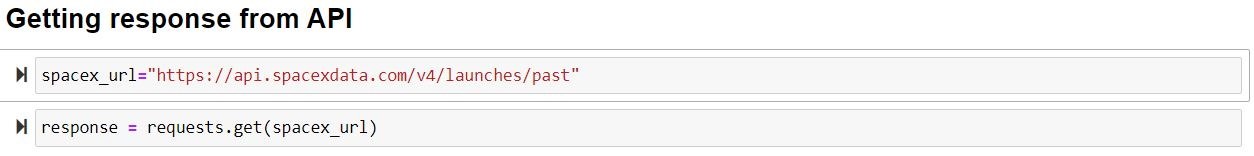 Getting response from API
spacex_url="https://api.spacexdata.com/v4/launches/past"
response = requests.get(spacex_url)